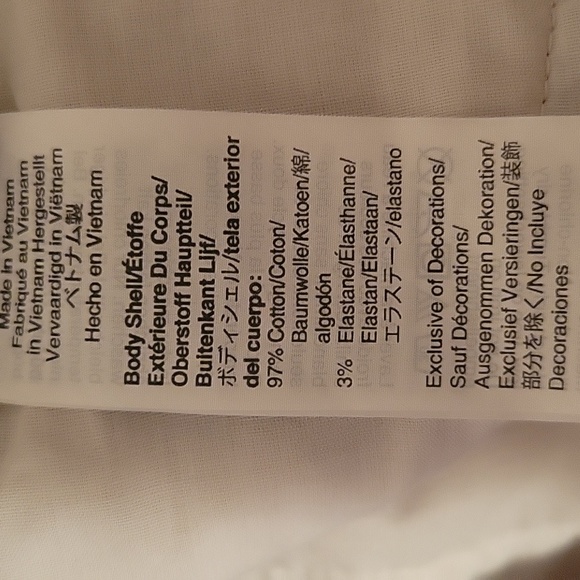 Made In Vietnam
Fabriqué au Vietnam
in Vietnam Hergestellt
Vervaardigd in Viëtnam
ベトナム製
Hecho en Vietnam
Body Shell/Étoffe
Extérieure Du Corps/
Oberstoff Hauptteil/
Buitenkant Lijf/
ボディシェル/tela exterior
del cuerpo:
97% Cotton/Coton/
Baumwolle/Katoen/綿/
algodón
3% Elastane/Élasthanne/
Elastan/Elastaan/
エラステーン/elastano
Exclusive of Decorations/
Sauf Décorations/
Ausgenommen Dekoration/
Exclusief Versieringen/装飾
部分を除く/No Incluye
Decoraciones